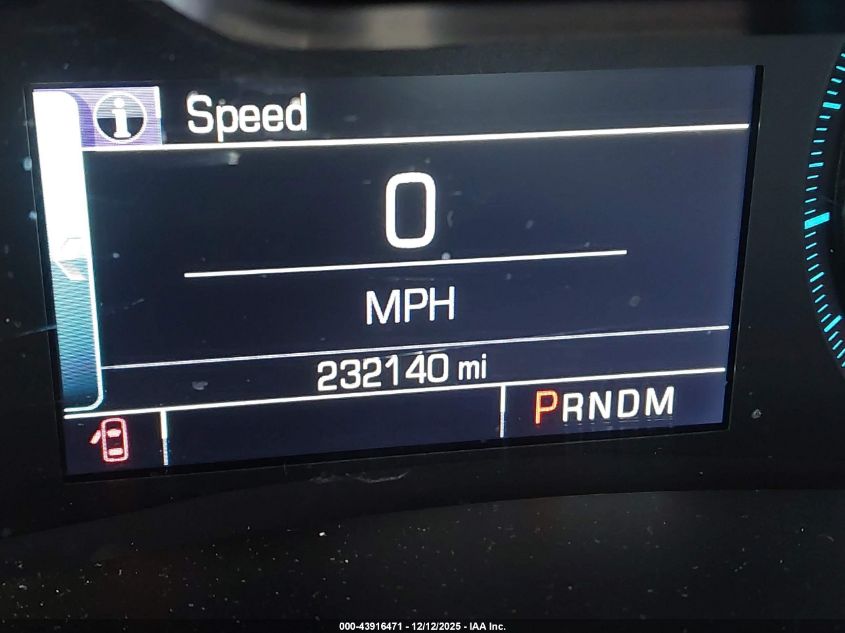 i Speed
0
MPH
232140 mi
PRNDM
000-43916471 - 12/12/2025 - IAA Inc.